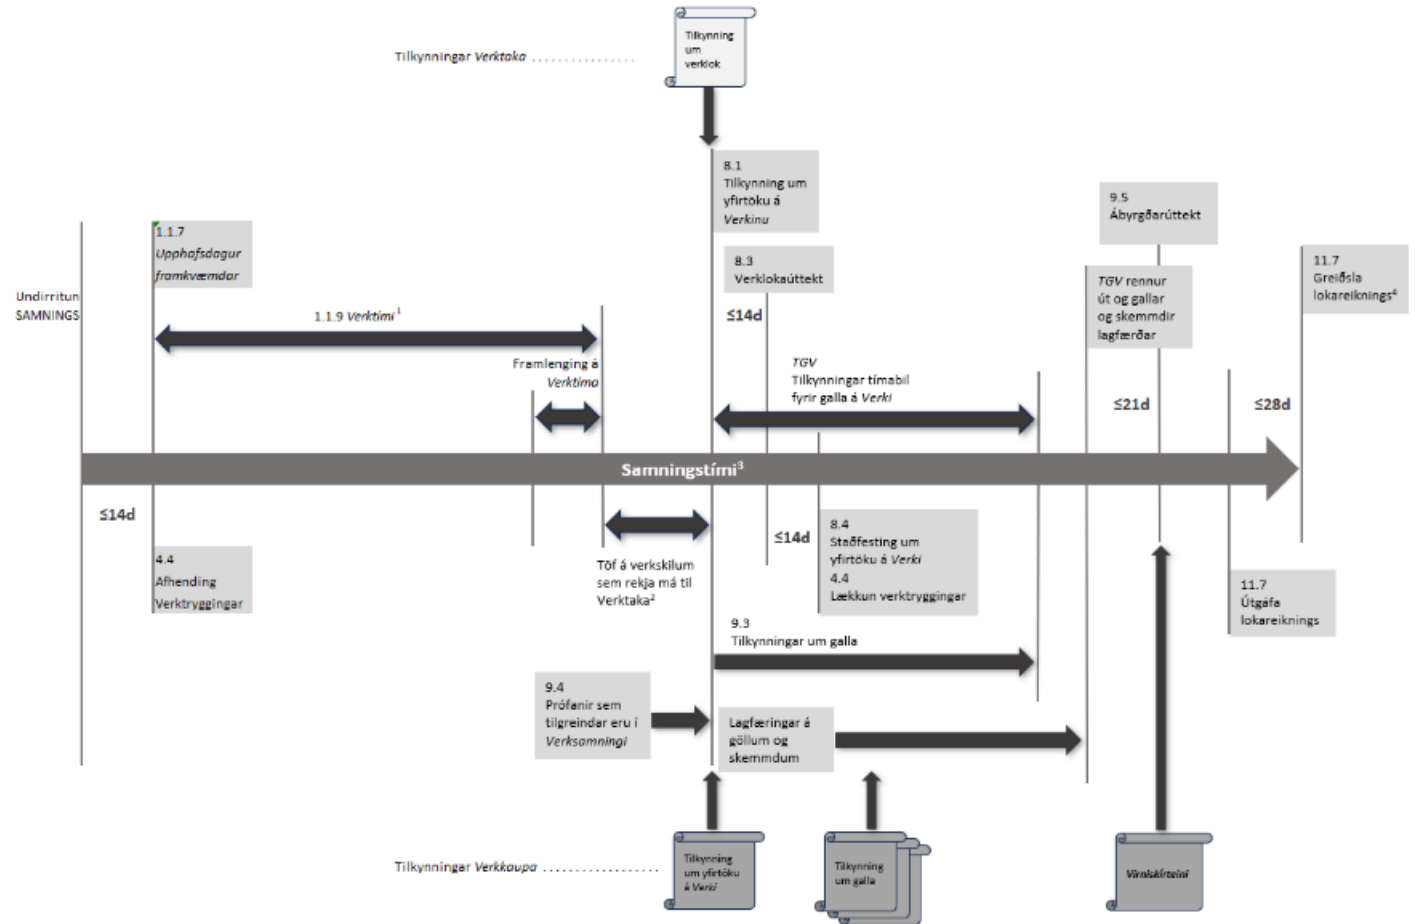 Tilkynning
um
verklok
Tilkynningar Verktaka ................
8.1
Tilkynning um
yfirtöku á
Verkinu
9.5
Ábyrgðarúttekt
1.1.7
Upphafsdagur
framkvæmdar
8.3
Verklokaúttekt
11.7
Greiðsla
lokareiknings⁴
TGV rennur
út og gallar
og skemmdir
lagfærðar
Undirritun
SAMNINGS
1.1.9 Verktími¹
≤14d
Framlenging á
Verktíma
TGV
Tilkynningar tímabil
fyrir galla á Verki
≤21d
≤28d
Samningstími³
≤14d
≤14d
8.4
Staðfesting um
yfirtöku á Verki
4.4
Lækkun verktryggingar
4.4
Afhending
Verktryggingar
Töf á verkskilum
sem rekja má til
Verktaka²
11.7
Útgáfa
lokareiknings
9.3
Tilkynningar um galla
9.4
Prófanir sem
tilgreindar eru í
Verksamningi
Lagfæringar á
göllum og
skemmdum
Tilkynningar Verkkaupa ..................
Tilkynning
um yfirtöku
á Verki
Tilkynning
um galla
Virniskírteini